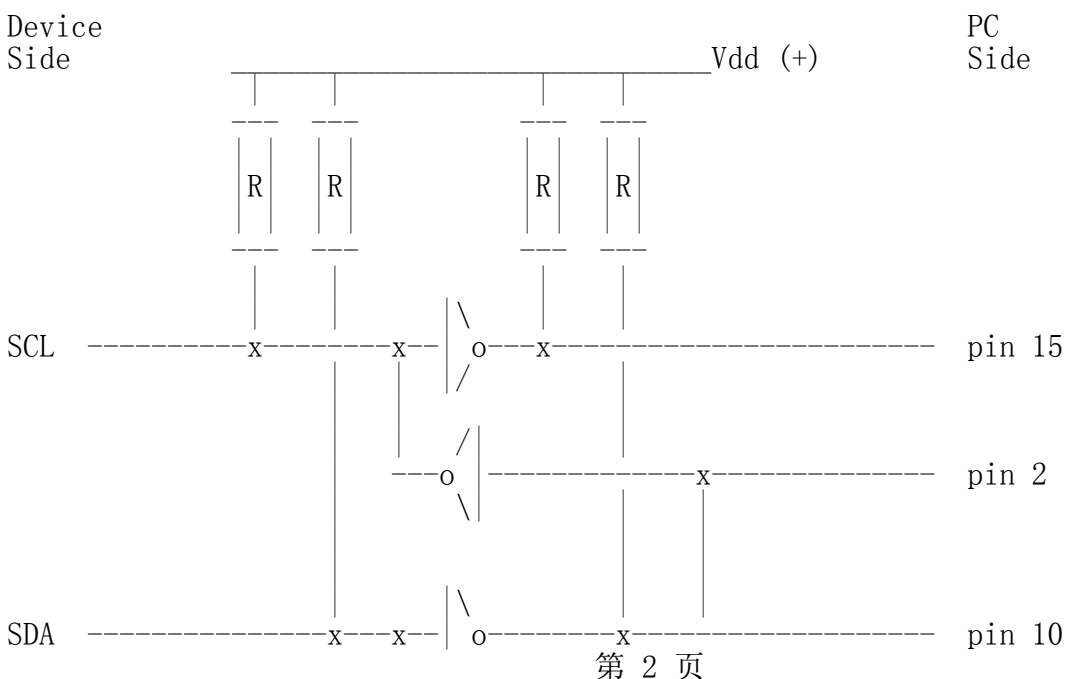 Device PC
Side Vdd (+) Side
R R R R
SCL x x o x pin 15
o x pin 2
SDA x x o x pin 10
第 2 页